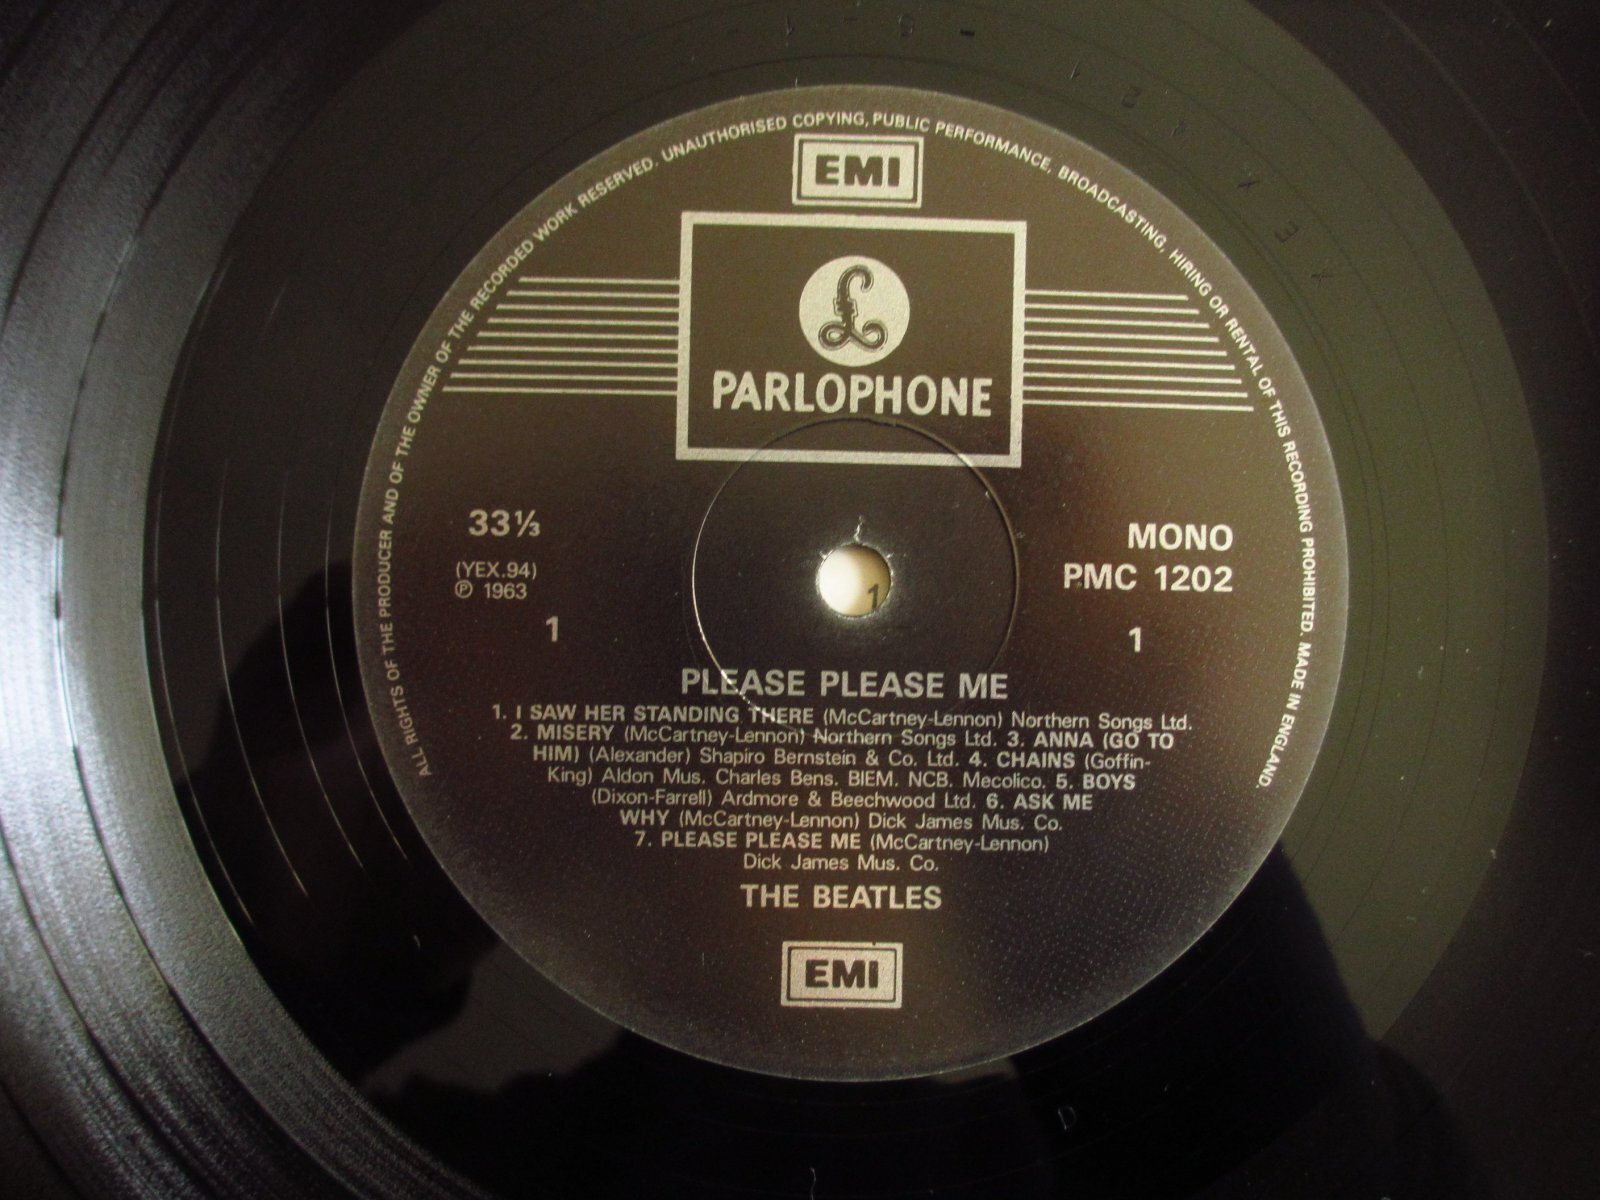 ALL RIGHTS OF THE PRODUCER AND OF THE OWNER OF THE RECORDED WORK RESERVED. UNAUTHORISED COPYING, PUBLIC PERFORMANCE, BROADCASTING, HIRING OR RENTAL OF THIS RECORDING PROHIBITED. MADE IN ENGLAND.
EMI
£
PARLOPHONE
33⅓
(YEX.94)
℗ 1963
1
MONO
PMC 1202
1
1
PLEASE PLEASE ME
1. I SAW HER STANDING THERE (McCartney-Lennon) Northern Songs Ltd.
2. MISERY (McCartney-Lennon) Northern Songs Ltd. 3. ANNA (GO TO
HIM) (Alexander) Shapiro Bernstein & Co. Ltd. 4. CHAINS (Goffin-
King) Aldon Mus. Charles Bens. BIEM. NCB. Mecolico. 5. BOYS
(Dixon-Farrell) Ardmore & Beechwood Ltd. 6. ASK ME
WHY (McCartney-Lennon) Dick James Mus. Co.
7. PLEASE PLEASE ME (McCartney-Lennon)
Dick James Mus. Co.
THE BEATLES
EMI
D